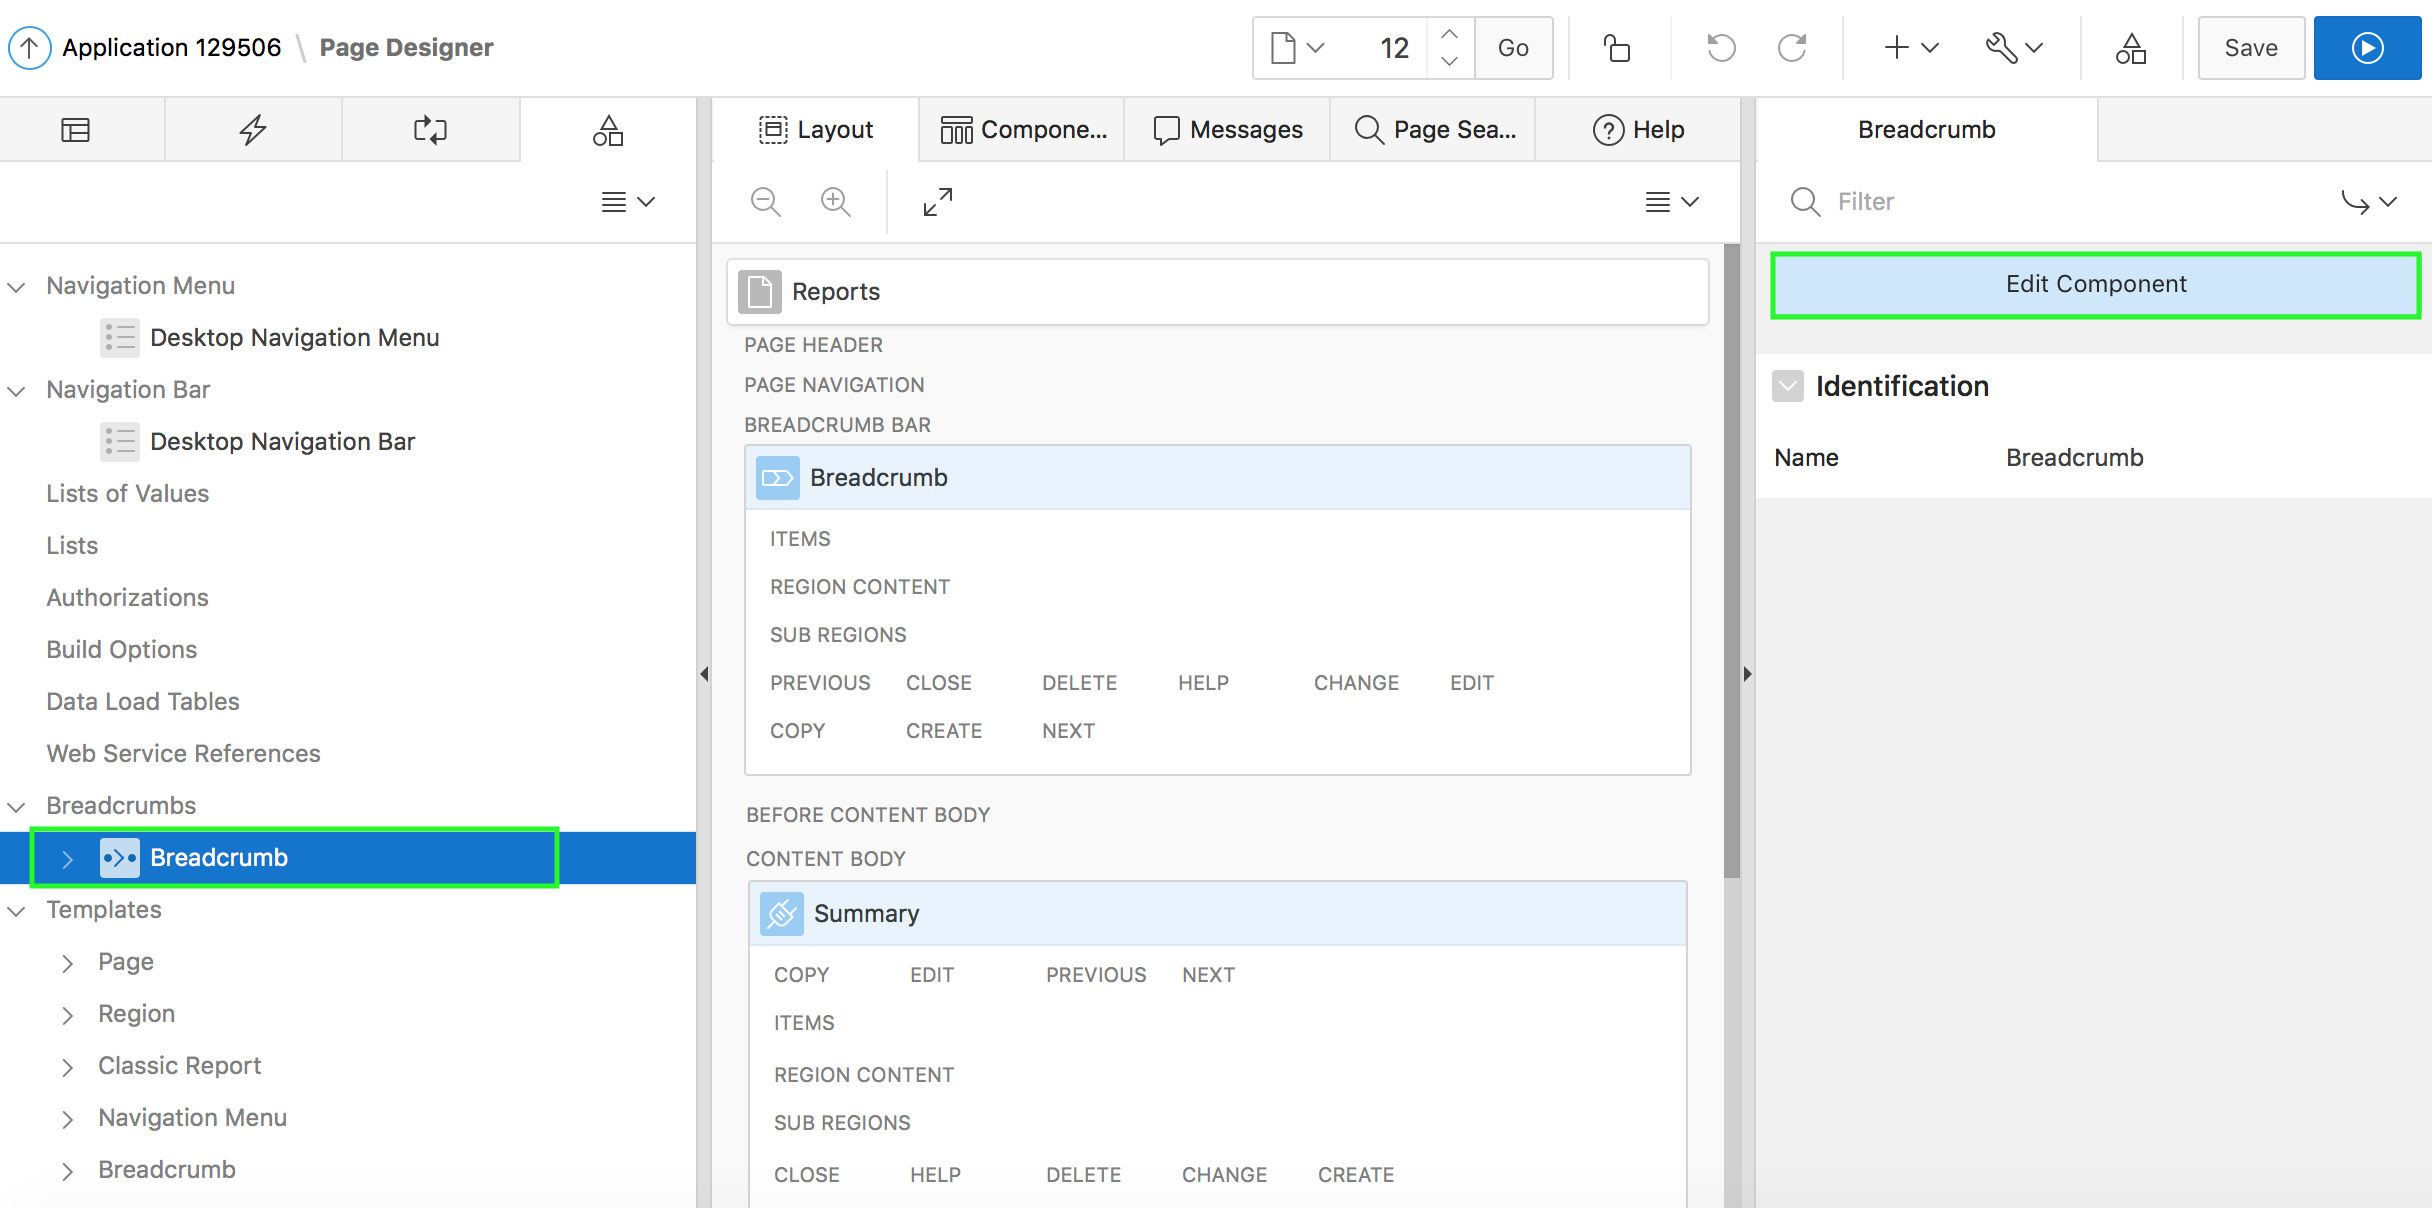 Application 129506 \ Page Designer
12 Go Save
Layout Compone... Messages Page Sea... Help
Breadcrumb
Filter
Edit Component
Identification
Name Breadcrumb
Navigation Menu
Desktop Navigation Menu
Navigation Bar
Desktop Navigation Bar
Lists of Values
Lists
Authorizations
Build Options
Data Load Tables
Web Service References
Breadcrumbs
Breadcrumb
Templates
Page
Region
Classic Report
Navigation Menu
Breadcrumb
Reports
PAGE HEADER
PAGE NAVIGATION
BREADCRUMB BAR
Breadcrumb
ITEMS
REGION CONTENT
SUB REGIONS
PREVIOUS CLOSE DELETE HELP CHANGE EDIT
COPY CREATE NEXT
BEFORE CONTENT BODY
CONTENT BODY
Summary
COPY EDIT PREVIOUS NEXT
ITEMS
REGION CONTENT
SUB REGIONS
CLOSE HELP DELETE CHANGE CREATE